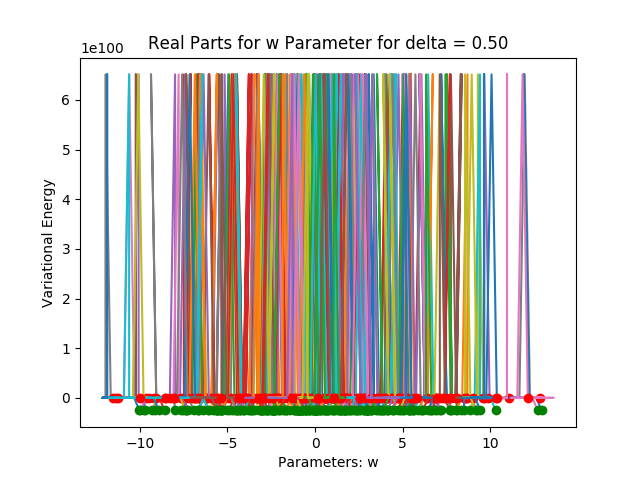 Real Parts for w Parameter for delta = 0.50
1e100
6
5
4
3
2
1
0
Variational Energy
−10 −5 0 5 10
Parameters: w